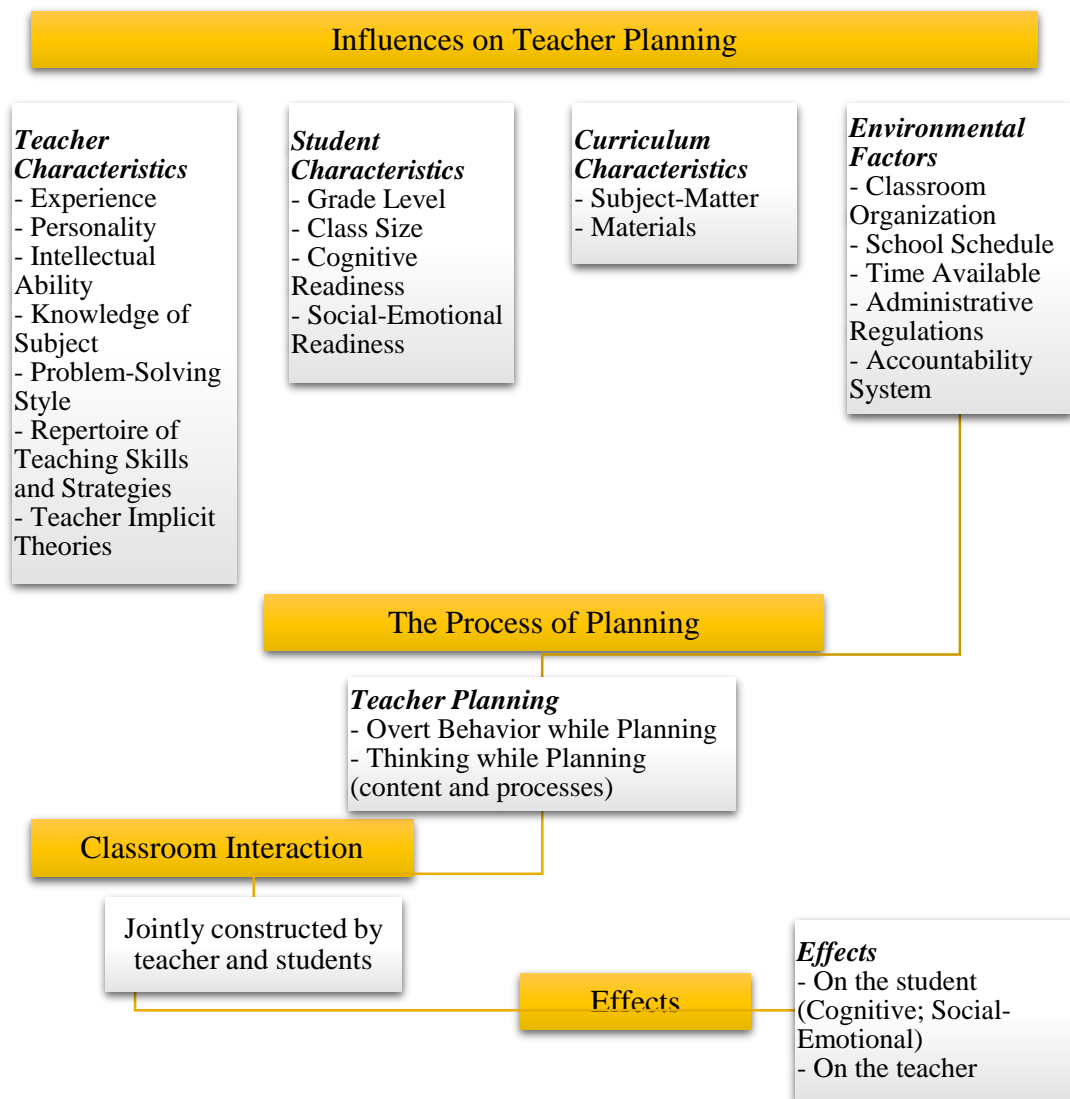 Influences on Teacher Planning
Teacher
Characteristics
- Experience
- Personality
- Intellectual
Ability
- Knowledge of
Subject
- Problem-Solving
Style
- Repertoire of
Teaching Skills
and Strategies
- Teacher Implicit
Theories
Student
Characteristics
- Grade Level
- Class Size
- Cognitive
Readiness
- Social-Emotional
Readiness
Curriculum
Characteristics
- Subject-Matter
- Materials
Environmental
Factors
- Classroom
Organization
- School Schedule
- Time Available
- Administrative
Regulations
- Accountability
System
The Process of Planning
Teacher Planning
- Overt Behavior while Planning
- Thinking while Planning
(content and processes)
Classroom Interaction
Jointly constructed by
teacher and students
Effects
Effects
- On the student
(Cognitive; Social-
Emotional)
- On the teacher